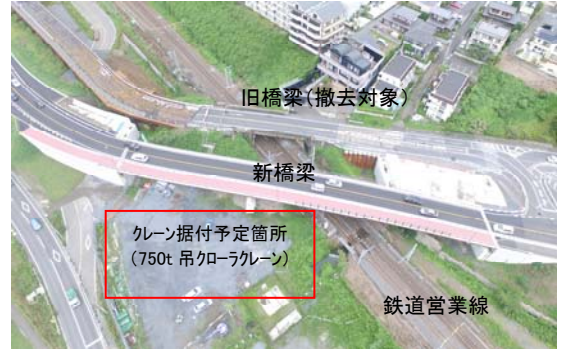 旧橋梁(撤去対象)
新橋梁
クレーン据付予定箇所
(750t 吊クローラクレーン)
鉄道営業線